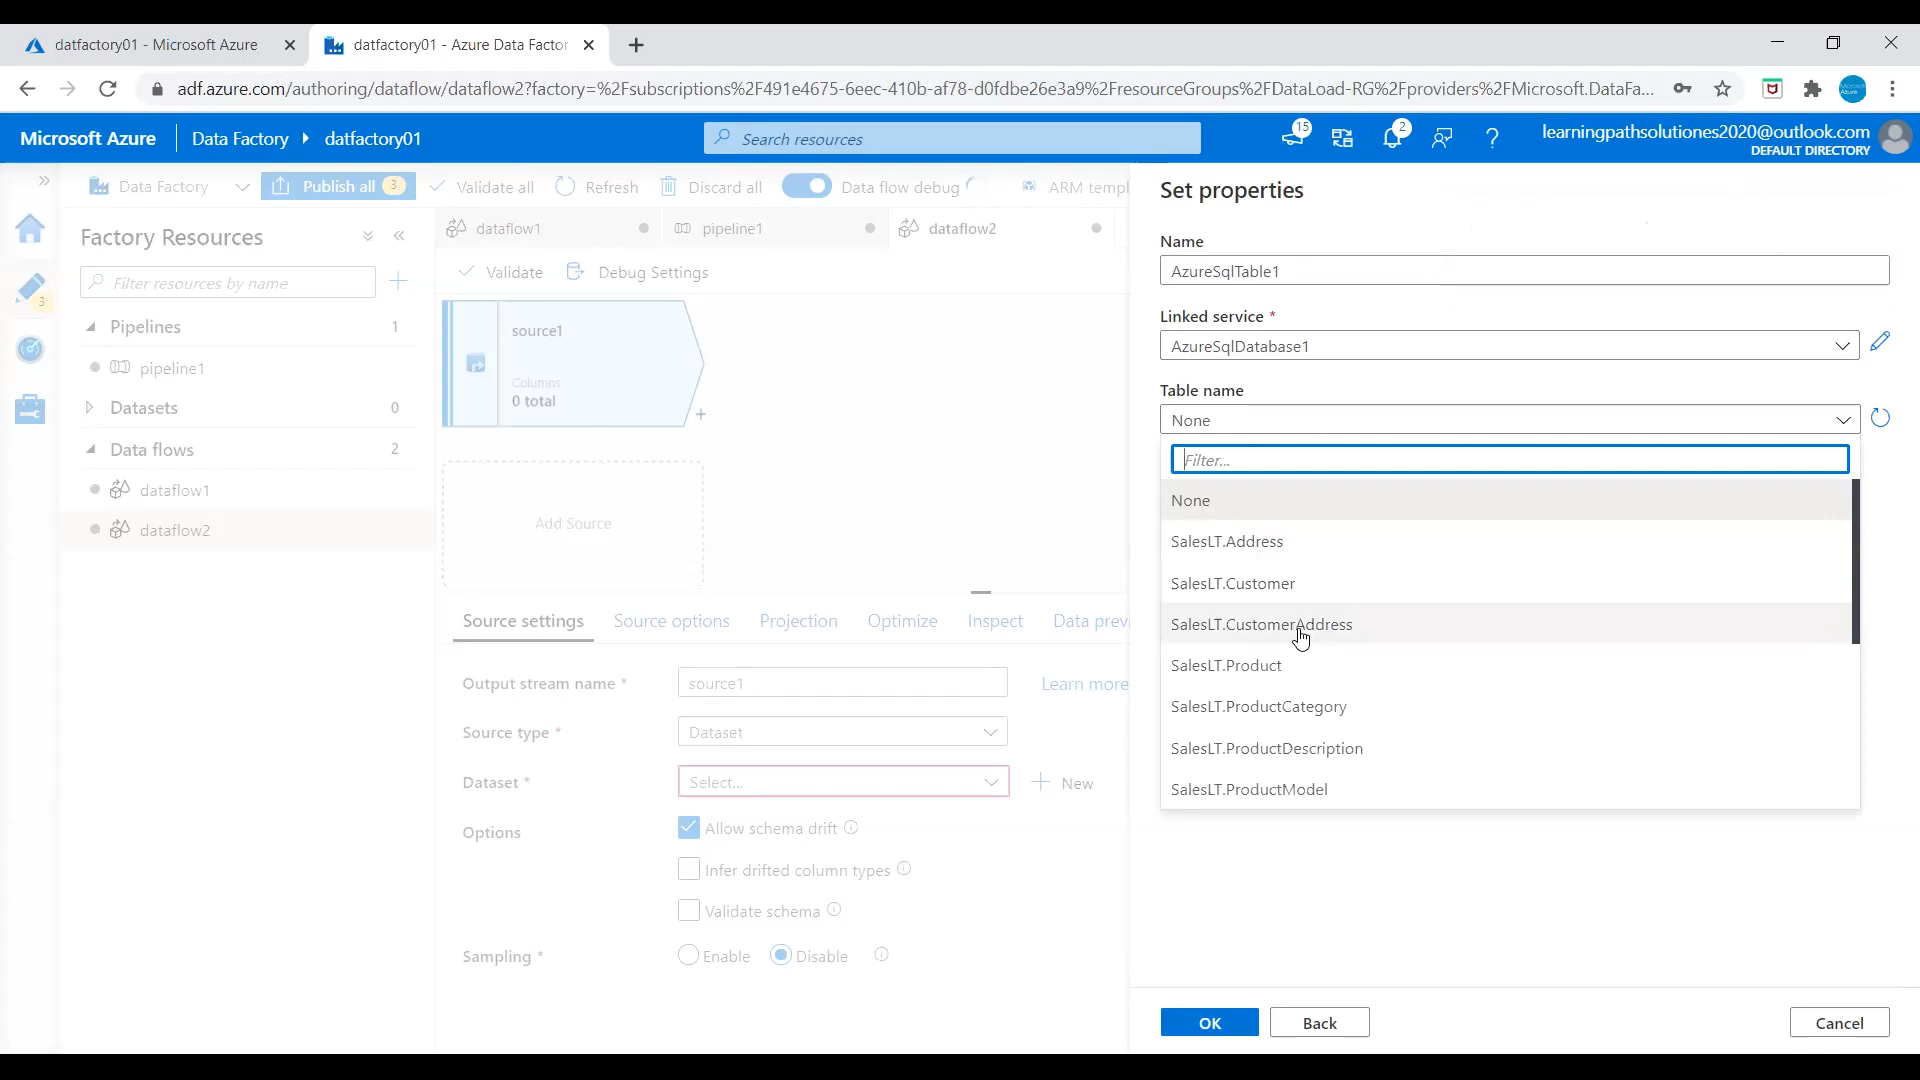 datfactory01 - Microsoft Azure
datfactory01 - Azure Data Factor
adf.azure.com/authoring/dataflow/dataflow2?factory=%2Fsubscriptions%2F491e4675-6eec-410b-af78-d0fdbe26e3a9%2FresourceGroups%2FDataLoad-RG%2Fproviders%2FMicrosoft.DataFa...
Microsoft Azure
Data Factory
datfactory01
Search resources
15
2
learningpathsolutiones2020@outlook.com
DEFAULT DIRECTORY
Data Factory
Publish all 3
Validate all
Refresh
Discard all
Data flow debug
ARM templ
Factory Resources
Filter resources by name
3
Pipelines 1
pipeline1
Datasets 0
Data flows 2
dataflow1
dataflow2
dataflow1
pipeline1
dataflow2
Validate
Debug Settings
source1
Columns:
0 total
Add Source
Source settings
Source options
Projection
Optimize
Inspect
Data previ
Output stream name *
source1
Learn more
Source type *
Dataset
Dataset *
Select...
New
Options
Allow schema drift
Infer drifted column types
Validate schema
Sampling *
Enable
Disable
Set properties
Name
AzureSqlTable1
Linked service *
AzureSqlDatabase1
Table name
None
Filter...
None
SalesLT.Address
SalesLT.Customer
SalesLT.CustomerAddress
SalesLT.Product
SalesLT.ProductCategory
SalesLT.ProductDescription
SalesLT.ProductModel
OK
Back
Cancel